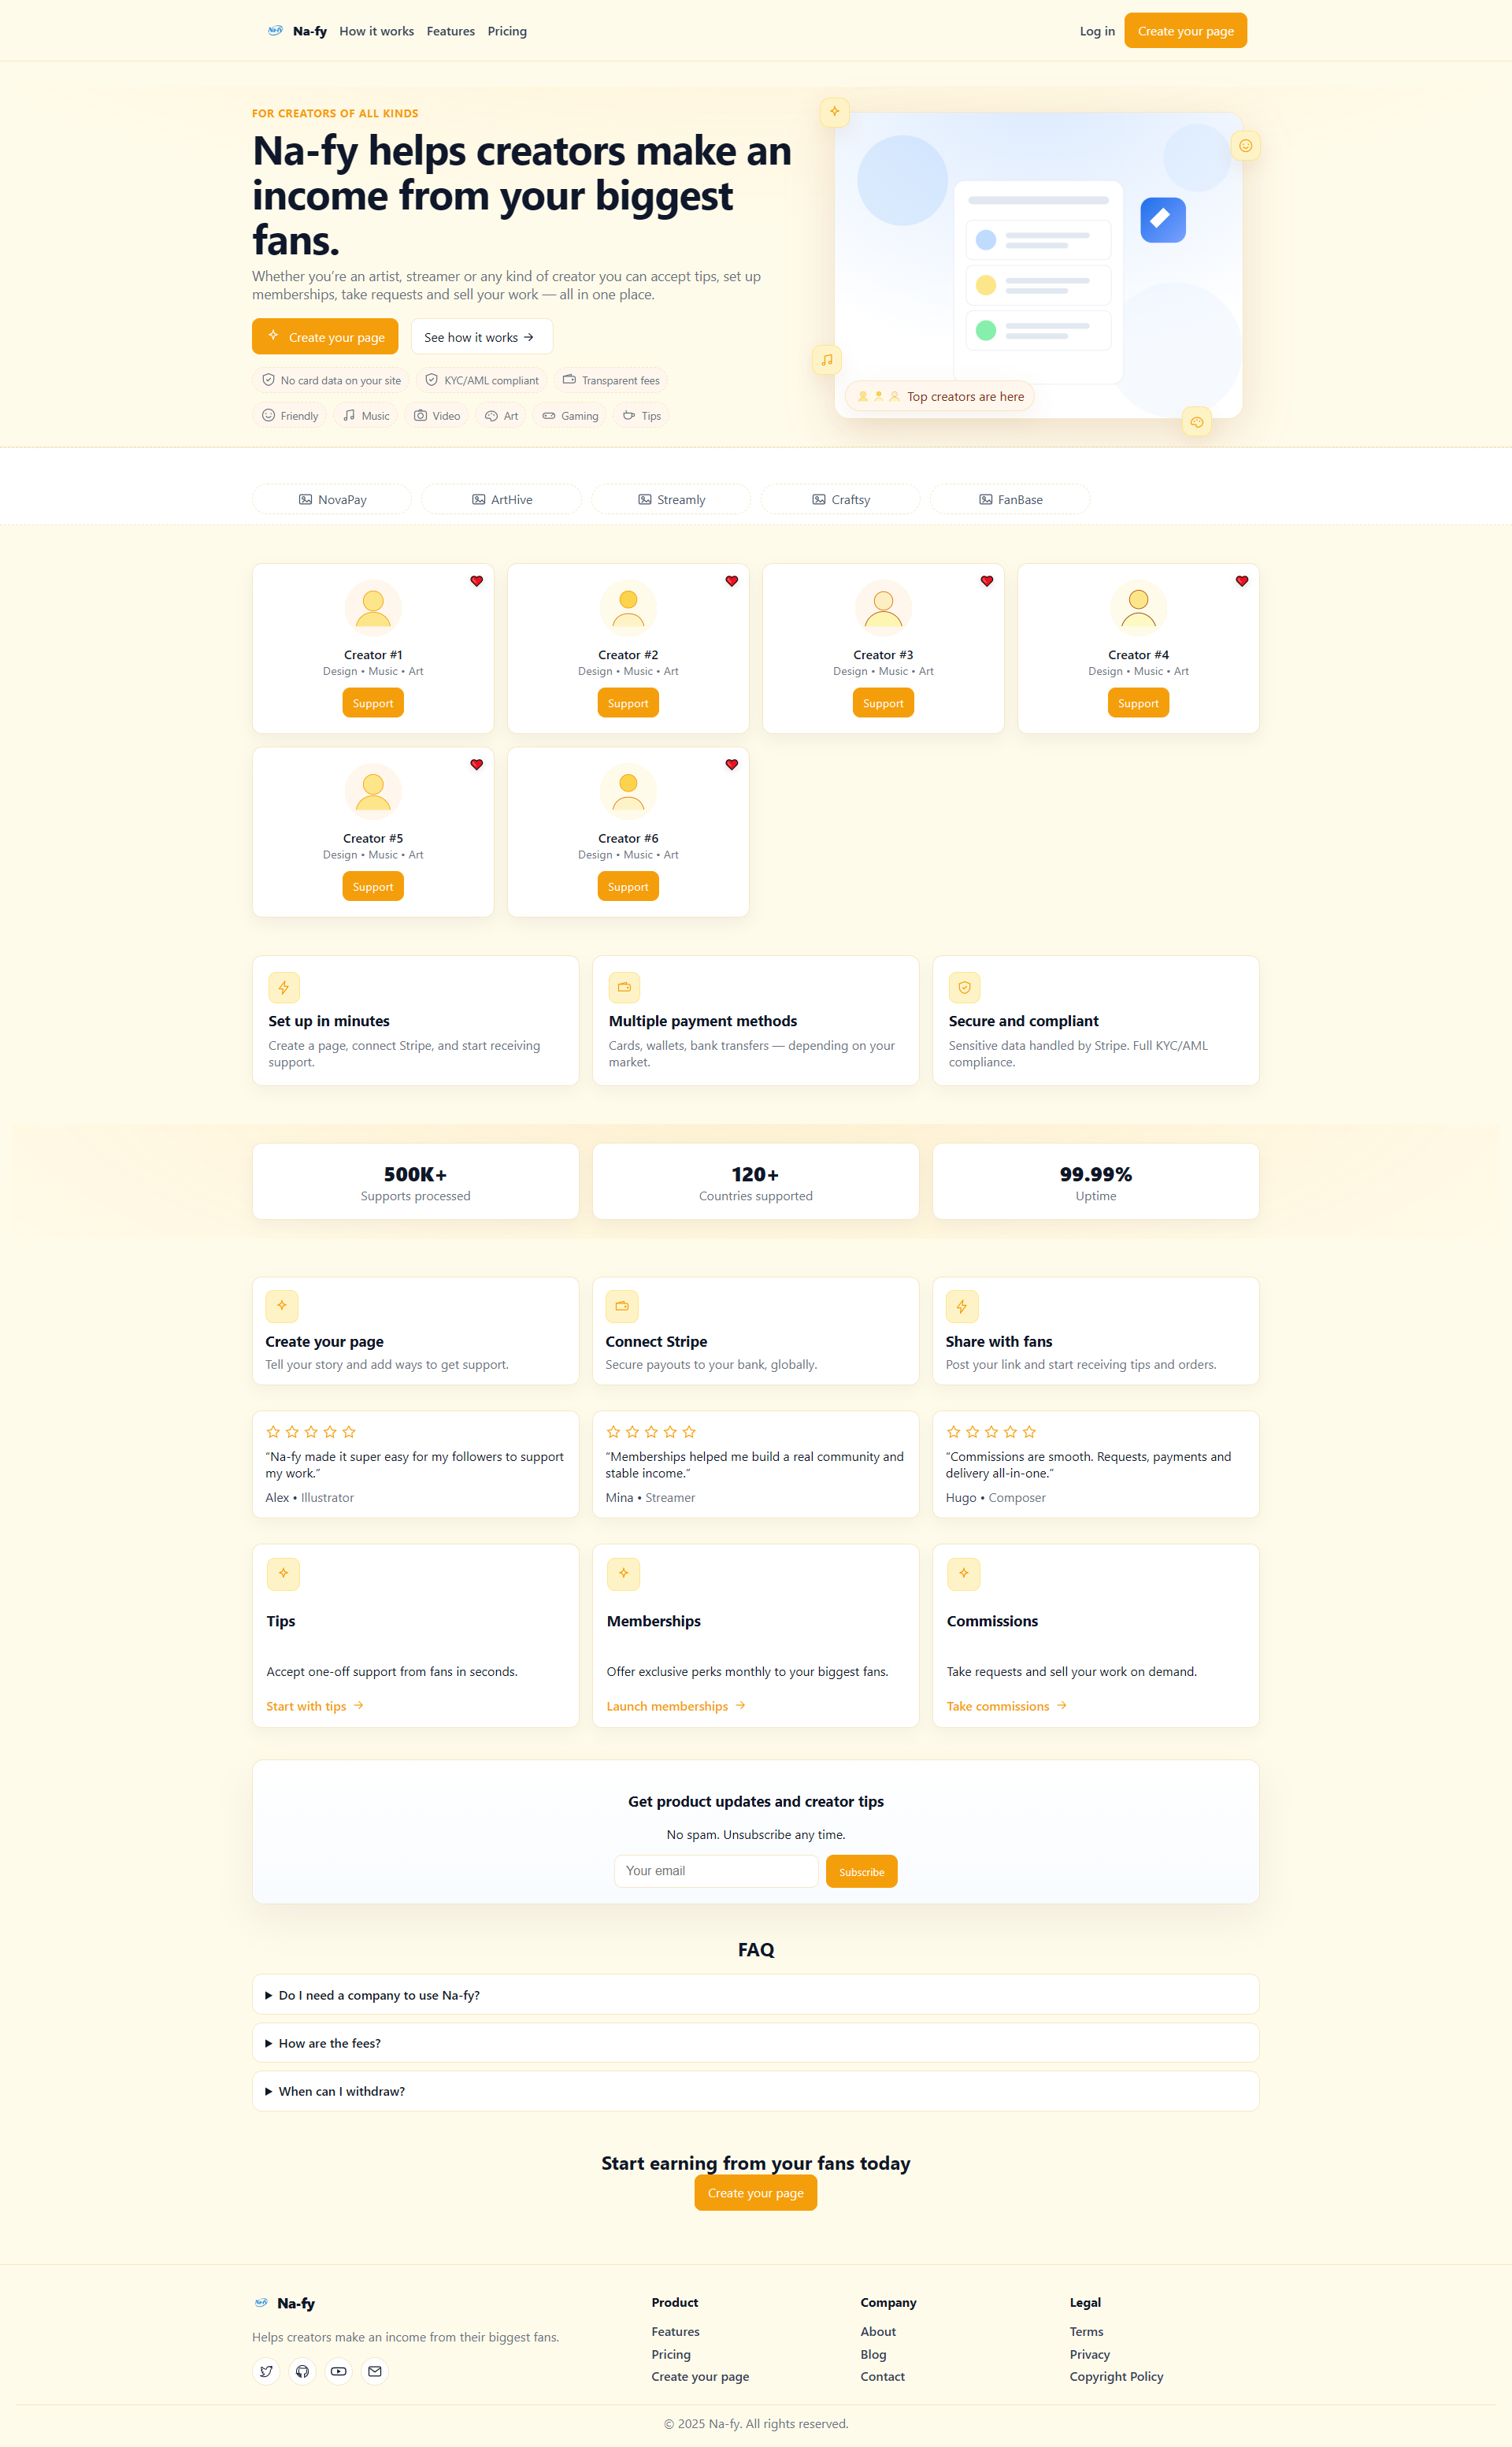 Na-fy How it works Features Pricing Log in Create your page
FOR CREATORS OF ALL KINDS
Na-fy helps creators make an
income from your biggest
fans.
Whether you're an artist, streamer or any kind of creator you can accept tips, set up
memberships, take requests and sell your work — all in one place.
Create your page See how it works →
No card data on your site KYC/AML compliant Transparent fees
Friendly Music Video Art Gaming Tips
Top creators are here
NovaPay ArtHive Streamly Craftsy FanBase
Creator #1 Creator #2 Creator #3 Creator #4
Design • Music • Art Design • Music • Art Design • Music • Art Design • Music • Art
Support Support Support Support
Creator #5 Creator #6
Design • Music • Art Design • Music • Art
Support Support
Set up in minutes
Create a page, connect Stripe, and start receiving
support.
Multiple payment methods
Cards, wallets, bank transfers — depending on your
market.
Secure and compliant
Sensitive data handled by Stripe. Full KYC/AML
compliance.
500K+ 120+ 99.99%
Supports processed Countries supported Uptime
Create your page
Tell your story and add ways to get support.
Connect Stripe
Secure payouts to your bank, globally.
Share with fans
Post your link and start receiving tips and orders.
“Na-fy made it super easy for my followers to support
my work.”
Alex • Illustrator
“Memberships helped me build a real community and
stable income.”
Mina • Streamer
“Commissions are smooth. Requests, payments and
delivery all-in-one.”
Hugo • Composer
Tips
Accept one-off support from fans in seconds.
Start with tips →
Memberships
Offer exclusive perks monthly to your biggest fans.
Launch memberships →
Commissions
Take requests and sell your work on demand.
Take commissions →
Get product updates and creator tips
No spam. Unsubscribe any time.
Your email Subscribe
FAQ
Do I need a company to use Na-fy?
How are the fees?
When can I withdraw?
Start earning from your fans today
Create your page
Na-fy
Helps creators make an income from their biggest fans.
Product
Features
Pricing
Create your page
Company
About
Blog
Contact
Legal
Terms
Privacy
Copyright Policy
© 2025 Na-fy. All rights reserved.